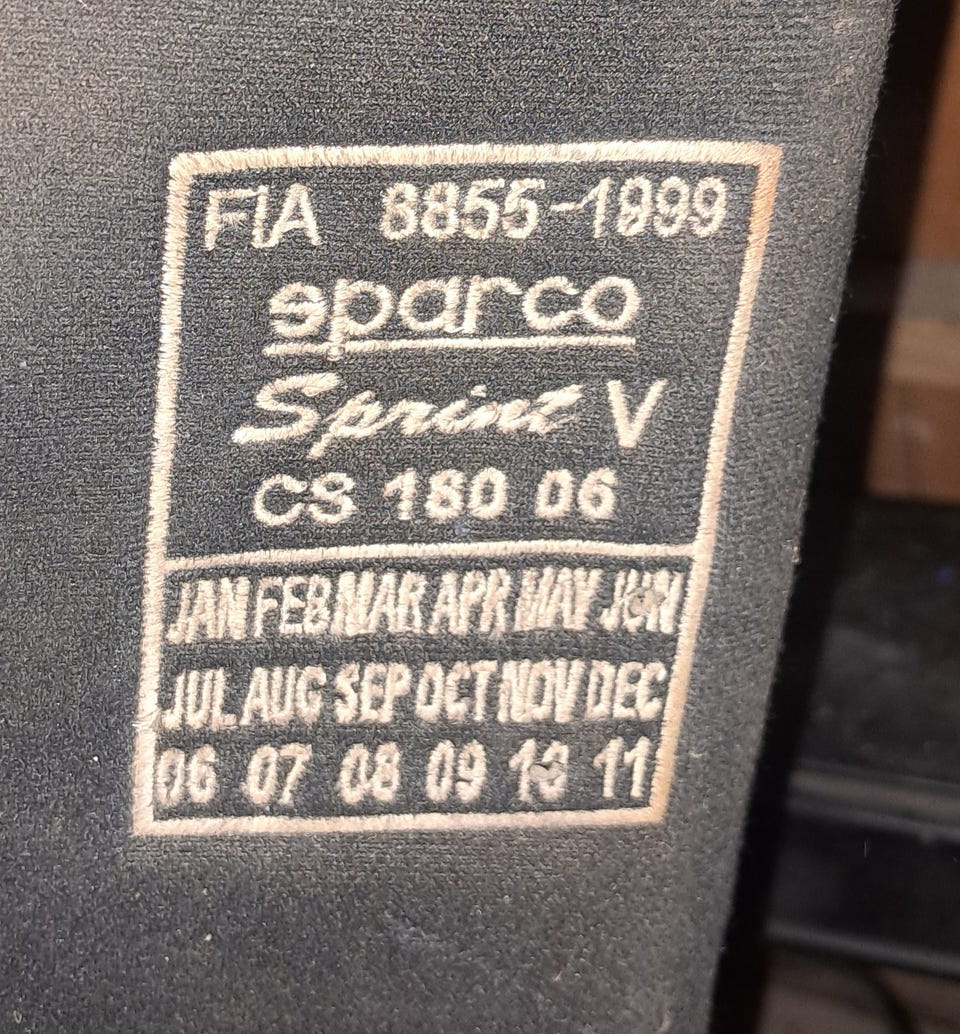 FIA 8855-1999
sparco
Sprint V
CS 180 06
JAN FEB MAR APR MAY JUN
JUL AUG SEP OCT NOV DEC
06 07 08 09 10 11